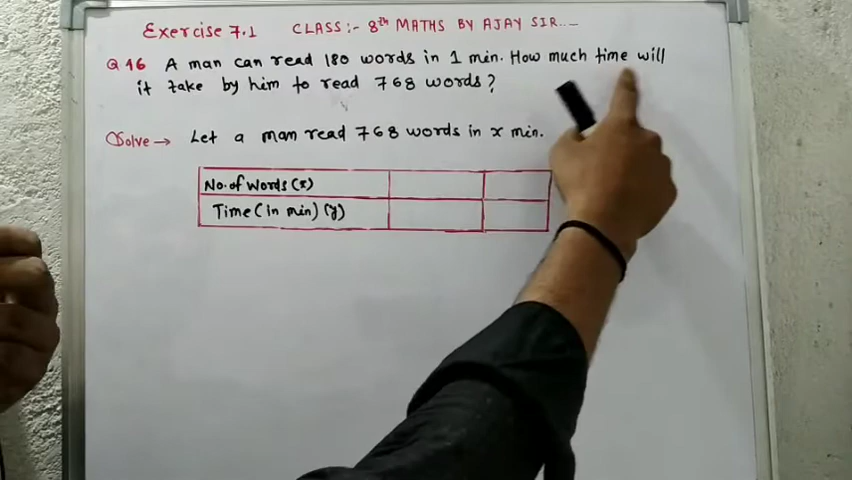 Exercise 7.1 CLASS:- 8th MATHS BY AJAY SIR...-
Q 16 A man can read 180 words in 1 min. How much time will
it take by him to read 768 words?
Solve → Let a man read 768 words in x min.
No. of Words (x)
Time (in min) (y)